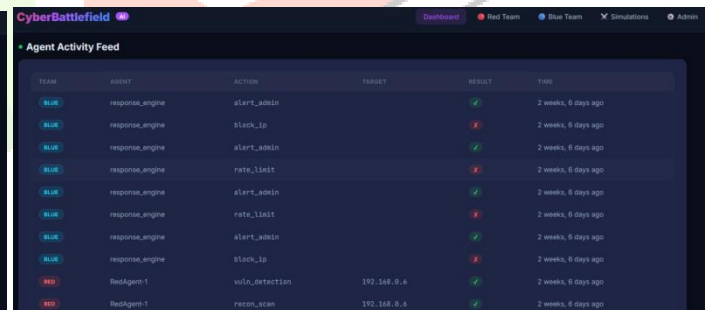 CyberBattlefield AI Dashboard Red Team Blue Team Simulations Admin
Agent Activity Feed
TEAM AGENT ACTION TARGET RESULT TIME
BLUE response_engine alert_admin ✓ 2 weeks, 6 days ago
BLUE response_engine block_ip X 2 weeks, 6 days ago
BLUE response_engine alert_admin ✓ 2 weeks, 6 days ago
BLUE response_engine rate_limit X 2 weeks, 6 days ago
BLUE response_engine alert_admin ✓ 2 weeks, 6 days ago
BLUE response_engine rate_limit X 2 weeks, 6 days ago
BLUE response_engine alert_admin ✓ 2 weeks, 6 days ago
BLUE response_engine block_ip X 2 weeks, 6 days ago
RED RedAgent-1 vuln_detection 192.168.0.6 ✓ 2 weeks, 6 days ago
RED RedAgent-1 recon_scan 192.168.0.6 ✓ 2 weeks, 6 days ago